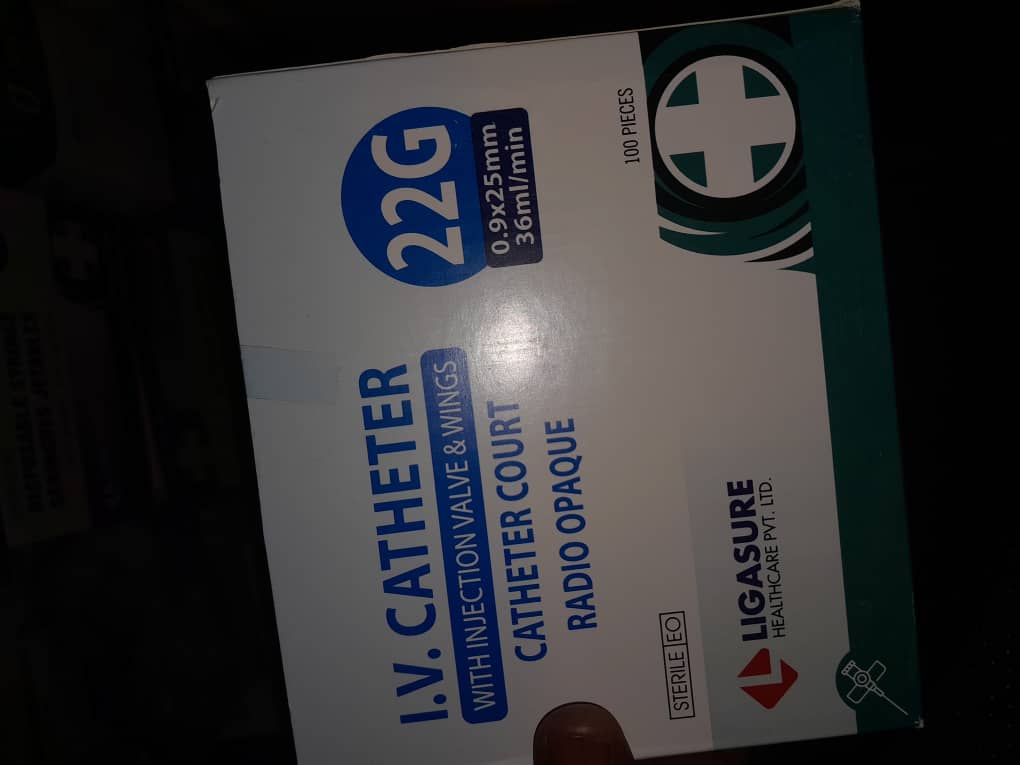 I.V. CATHETER
WITH INJECTION VALVE & WINGS
CATHETER COURT
RADIO OPAQUE
22G
0.9x25mm
36ml/min
100 PIECES
STERILE EO
LIGASURE
HEALTHCARE PVT. LTD.